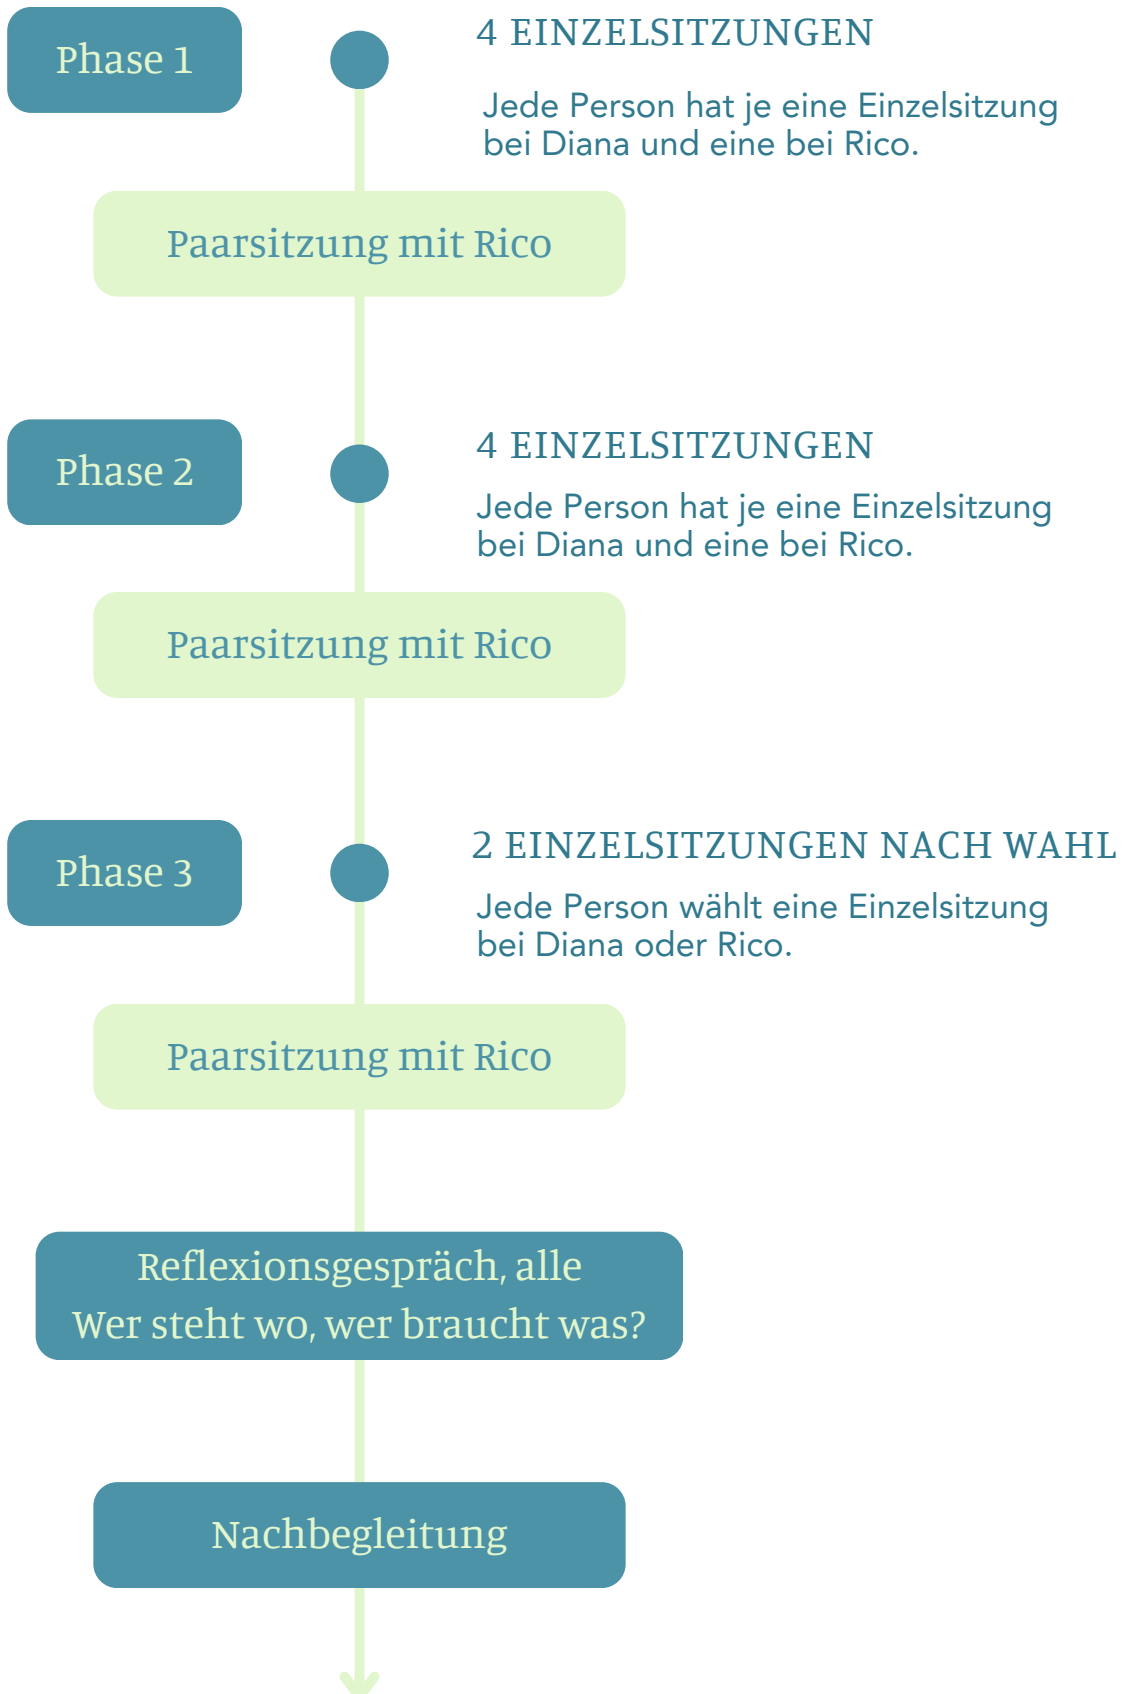 Phase 1
4 EINZELSITZUNGEN
Jede Person hat je eine Einzelsitzung
bei Diana und eine bei Rico.
Paarsitzung mit Rico
Phase 2
4 EINZELSITZUNGEN
Jede Person hat je eine Einzelsitzung
bei Diana und eine bei Rico.
Paarsitzung mit Rico
Phase 3
2 EINZELSITZUNGEN NACH WAHL
Jede Person wählt eine Einzelsitzung
bei Diana oder Rico.
Paarsitzung mit Rico
Reflexionsgespräch, alle
Wer steht wo, wer braucht was?
Nachbegleitung